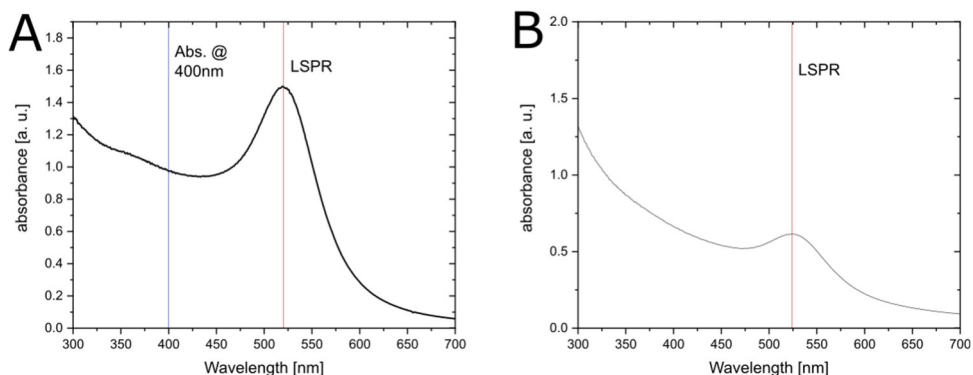 A
absorbance [a. u.]
1.8
1.6
1.4
1.2
1.0
0.8
0.6
0.4
0.2
0.0
Abs. @
400nm
LSPR
300 350 400 450 500 550 600 650 700
Wavelength [nm]
B
absorbance [a. u.]
2.0
1.5
1.0
0.5
0.0
LSPR
300 350 400 450 500 550 600 650 700
Wavelength [nm]